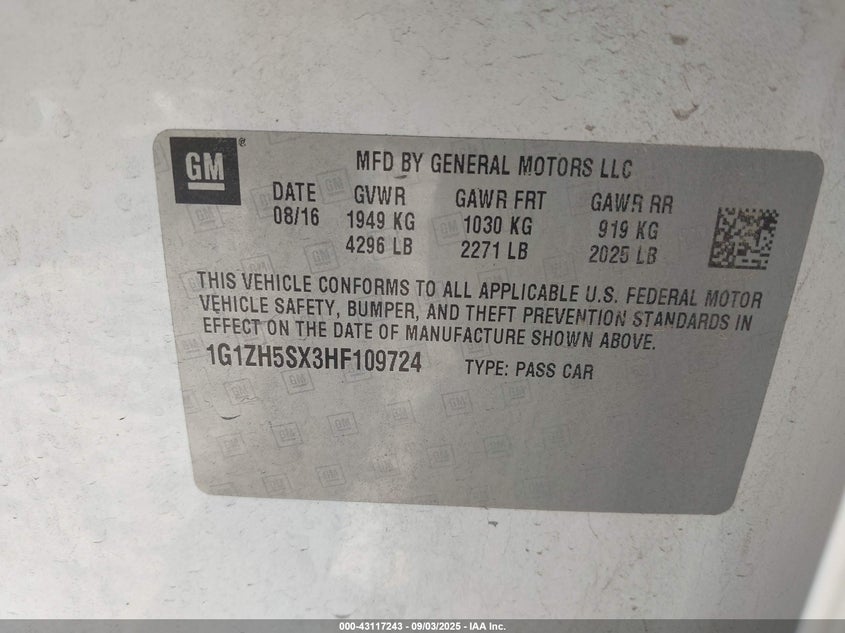 GM
®
MFD BY GENERAL MOTORS LLC
DATE GVWR GAWR FRT GAWR RR
08/16 1949 KG 1030 KG 919 KG
4296 LB 2271 LB 2025 LB
THIS VEHICLE CONFORMS TO ALL APPLICABLE U.S. FEDERAL MOTOR
VEHICLE SAFETY, BUMPER, AND THEFT PREVENTION STANDARDS IN
EFFECT ON THE DATE OF MANUFACTURE SHOWN ABOVE.
1G1ZH5SX3HF109724 TYPE: PASS CAR
000-43117243 - 09/03/2025 - IAA Inc.